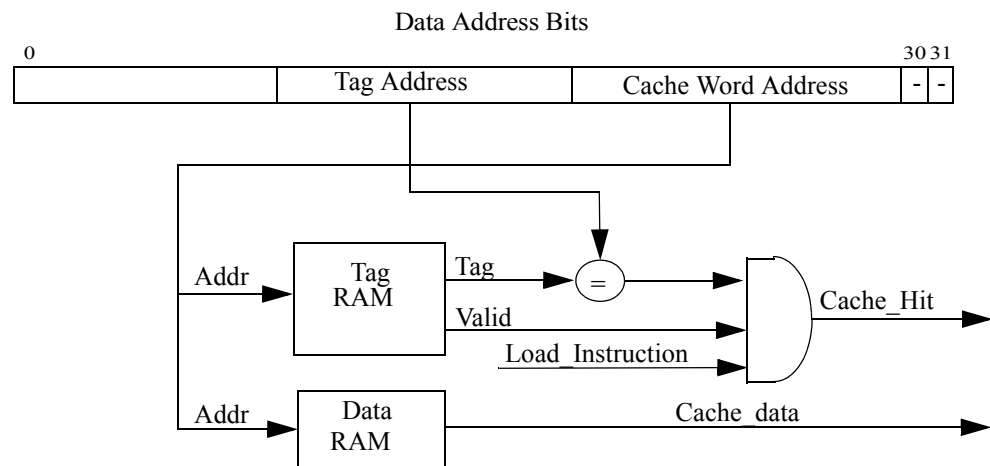 Data Address Bits
0 30 31
Tag Address Cache Word Address - -
Addr
Tag
RAM
Tag
=
Valid
Load_Instruction
Cache_Hit
Addr
Data
RAM
Cache_data